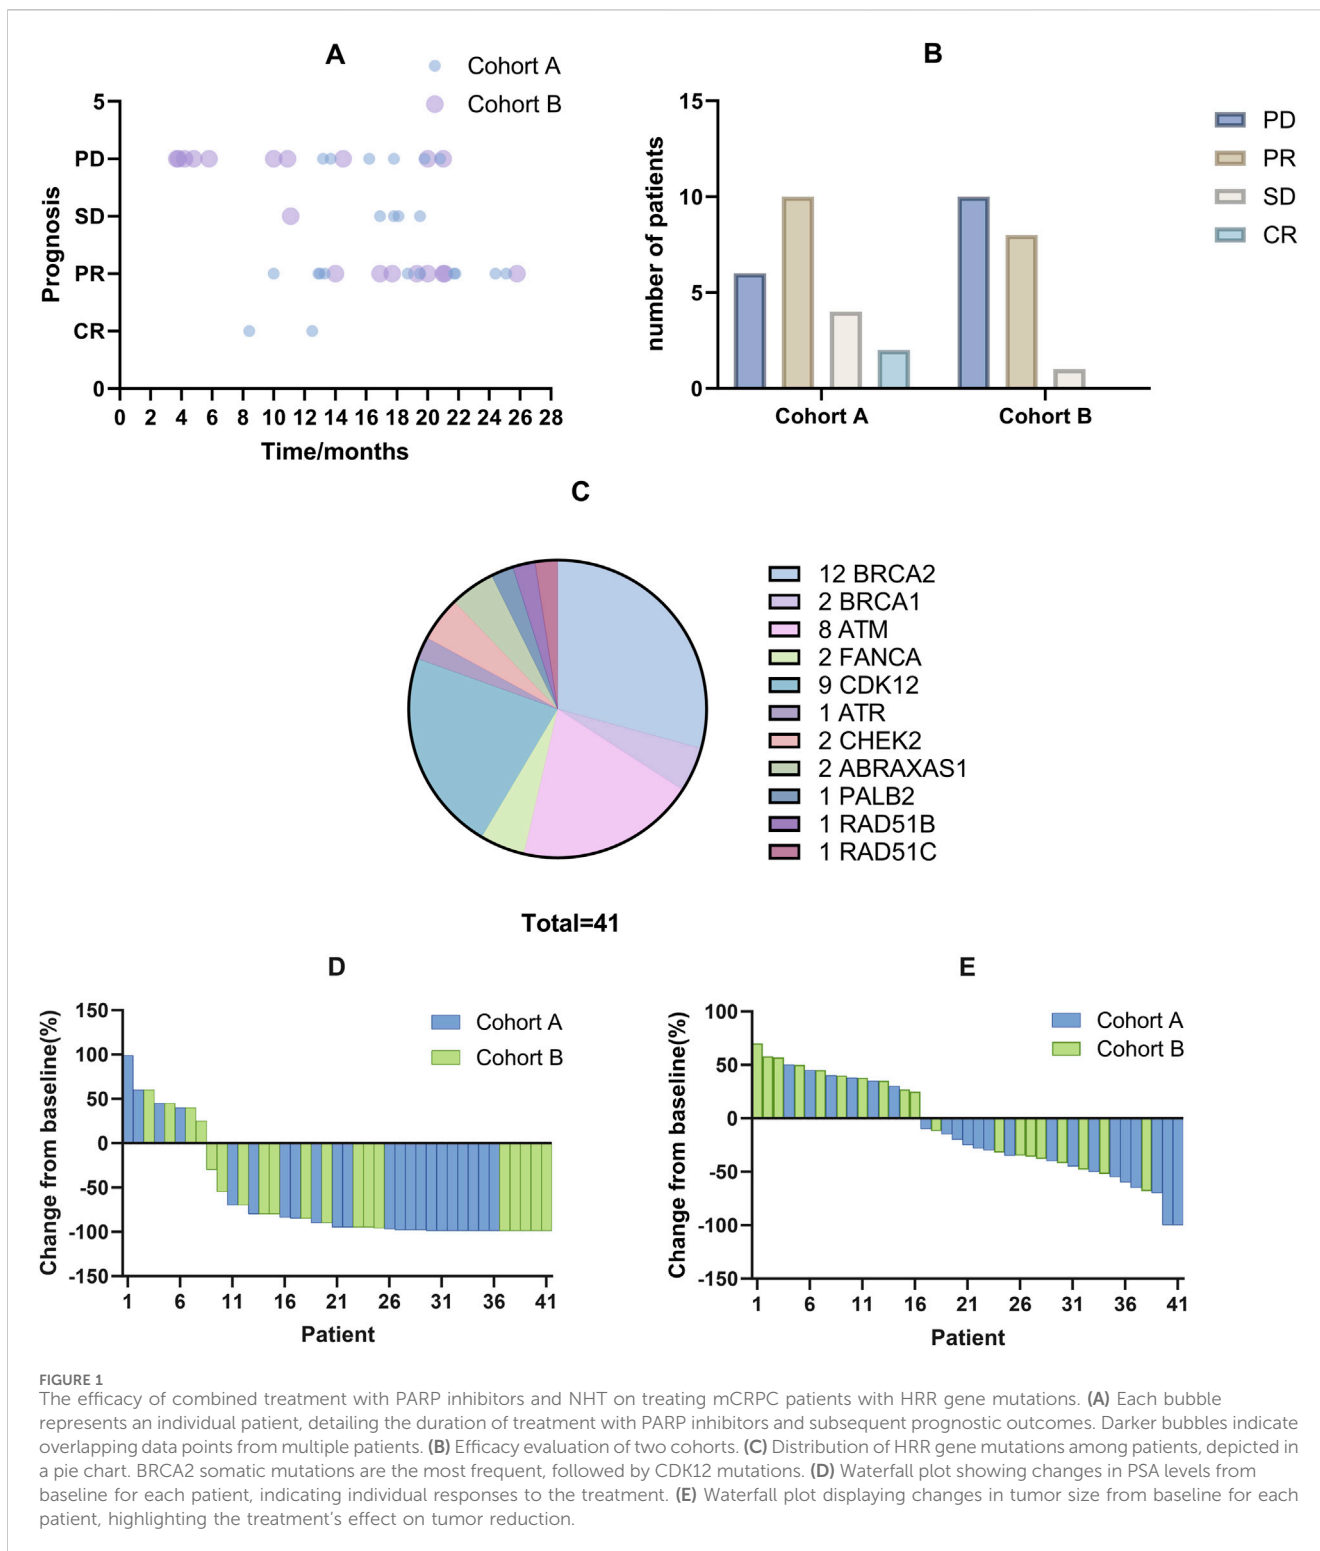 A
Cohort A
Cohort B
5
PD
SD
PR
CR
0
Prognosis
0 2 4 6 8 10 12 14 16 18 20 22 24 26 28
Time/months
B
15
10
5
0
number of patients
Cohort A Cohort B
PD
PR
SD
CR
C
12 BRCA2
2 BRCA1
8 ATM
2 FANCA
9 CDK12
1 ATR
2 CHEK2
2 ABRAXAS1
1 PALB2
1 RAD51B
1 RAD51C
Total=41
D
Cohort A
Cohort B
150
100
50
0
-50
-100
-150
Change from baseline(%)
1 6 11 16 21 26 31 36 41
Patient
E
Cohort A
Cohort B
100
50
0
-50
-100
-150
Change from baseline(%)
1 6 11 16 21 26 31 36 41
Patient
FIGURE 1
The efficacy of combined treatment with PARP inhibitors and NHT on treating mCRPC patients with HRR gene mutations. (A) Each bubble
represents an individual patient, detailing the duration of treatment with PARP inhibitors and subsequent prognostic outcomes. Darker bubbles indicate
overlapping data points from multiple patients. (B) Efficacy evaluation of two cohorts. (C) Distribution of HRR gene mutations among patients, depicted in
a pie chart. BRCA2 somatic mutations are the most frequent, followed by CDK12 mutations. (D) Waterfall plot showing changes in PSA levels from
baseline for each patient, indicating individual responses to the treatment. (E) Waterfall plot displaying changes in tumor size from baseline for each
patient, highlighting the treatment's effect on tumor reduction.